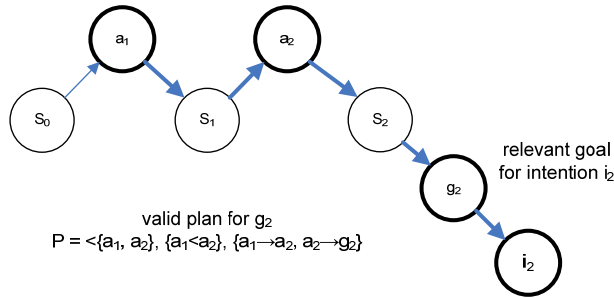 a₁
a₂
S₀
S₁
S₂
relevant goal
for intention i₂
g₂
valid plan for g₂
P = <{a₁, a₂}, {a₁<a₂}, {a₁→a₂, a₂→g₂}
i₂